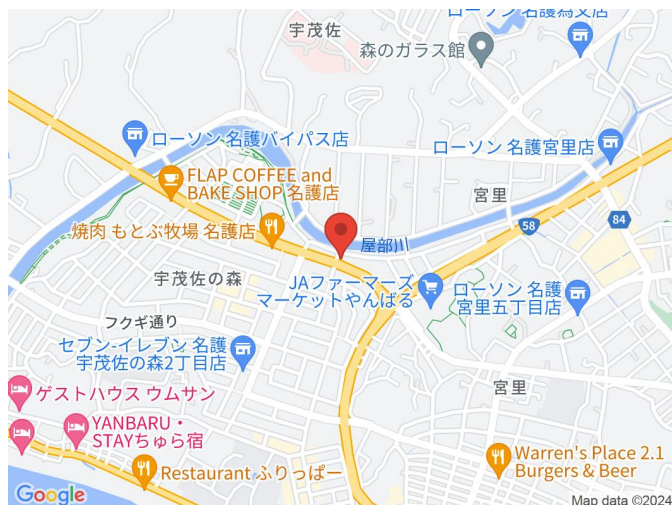 ローソン 名護為又店
宇茂佐
森のガラス館
ローソン 名護バイパス店
ローソン 名護宮里店
FLAP COFFEE and
BAKE SHOP 名護店
宮里
84
58
焼肉 もとぶ牧場 名護店
屋部川
宇茂佐の森
JAファーマーズ
マーケットやんばる
ローソン 名護
宮里五丁目店
フクギ通り
セブン-イレブン 名護
宇茂佐の森2丁目店
宮里
ゲストハウス ウムサン
YANBARU・
STAYちゅら宿
Restaurant ふりっぱー
Warren's Place 2.1
Burgers & Beer
Google
Map data ©2024